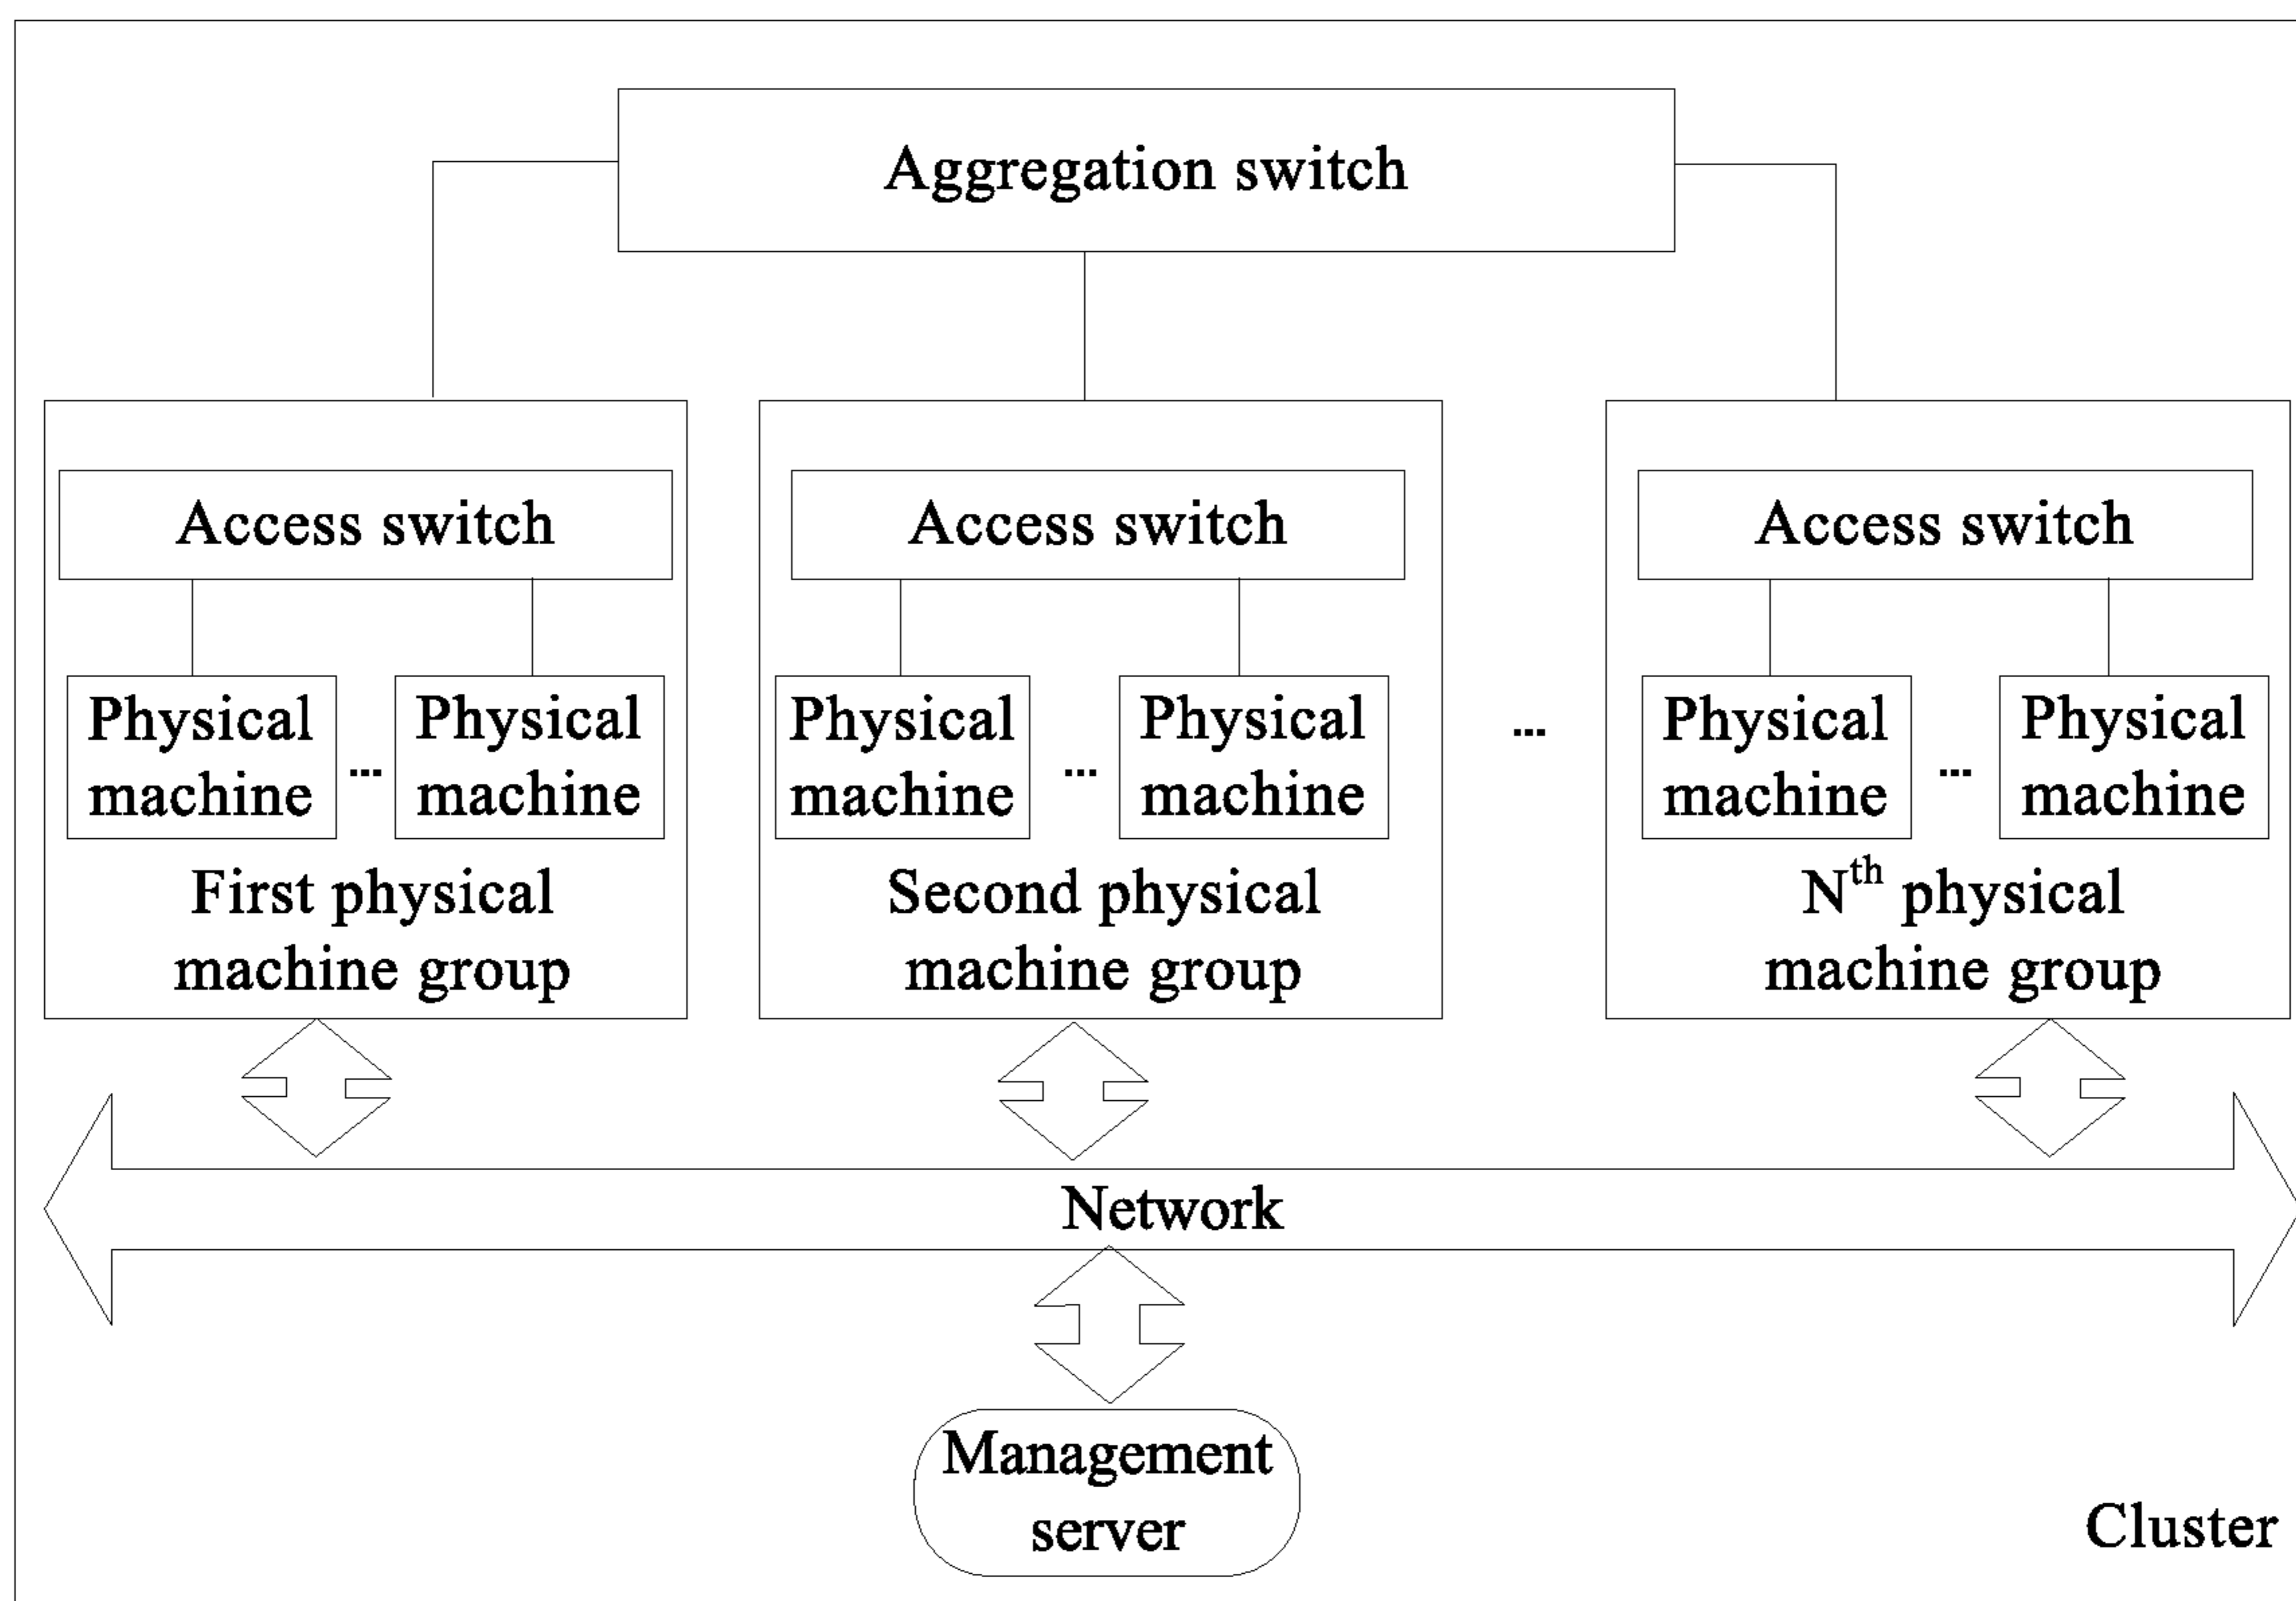 Aggregation switch
Access switch
Physical
machine
...
Physical
machine
First physical
machine group
Access switch
Physical
machine
...
Physical
machine
Second physical
machine group
...
Access switch
Physical
machine
...
Physical
machine
Nth physical
machine group
Network
Management
server
Cluster